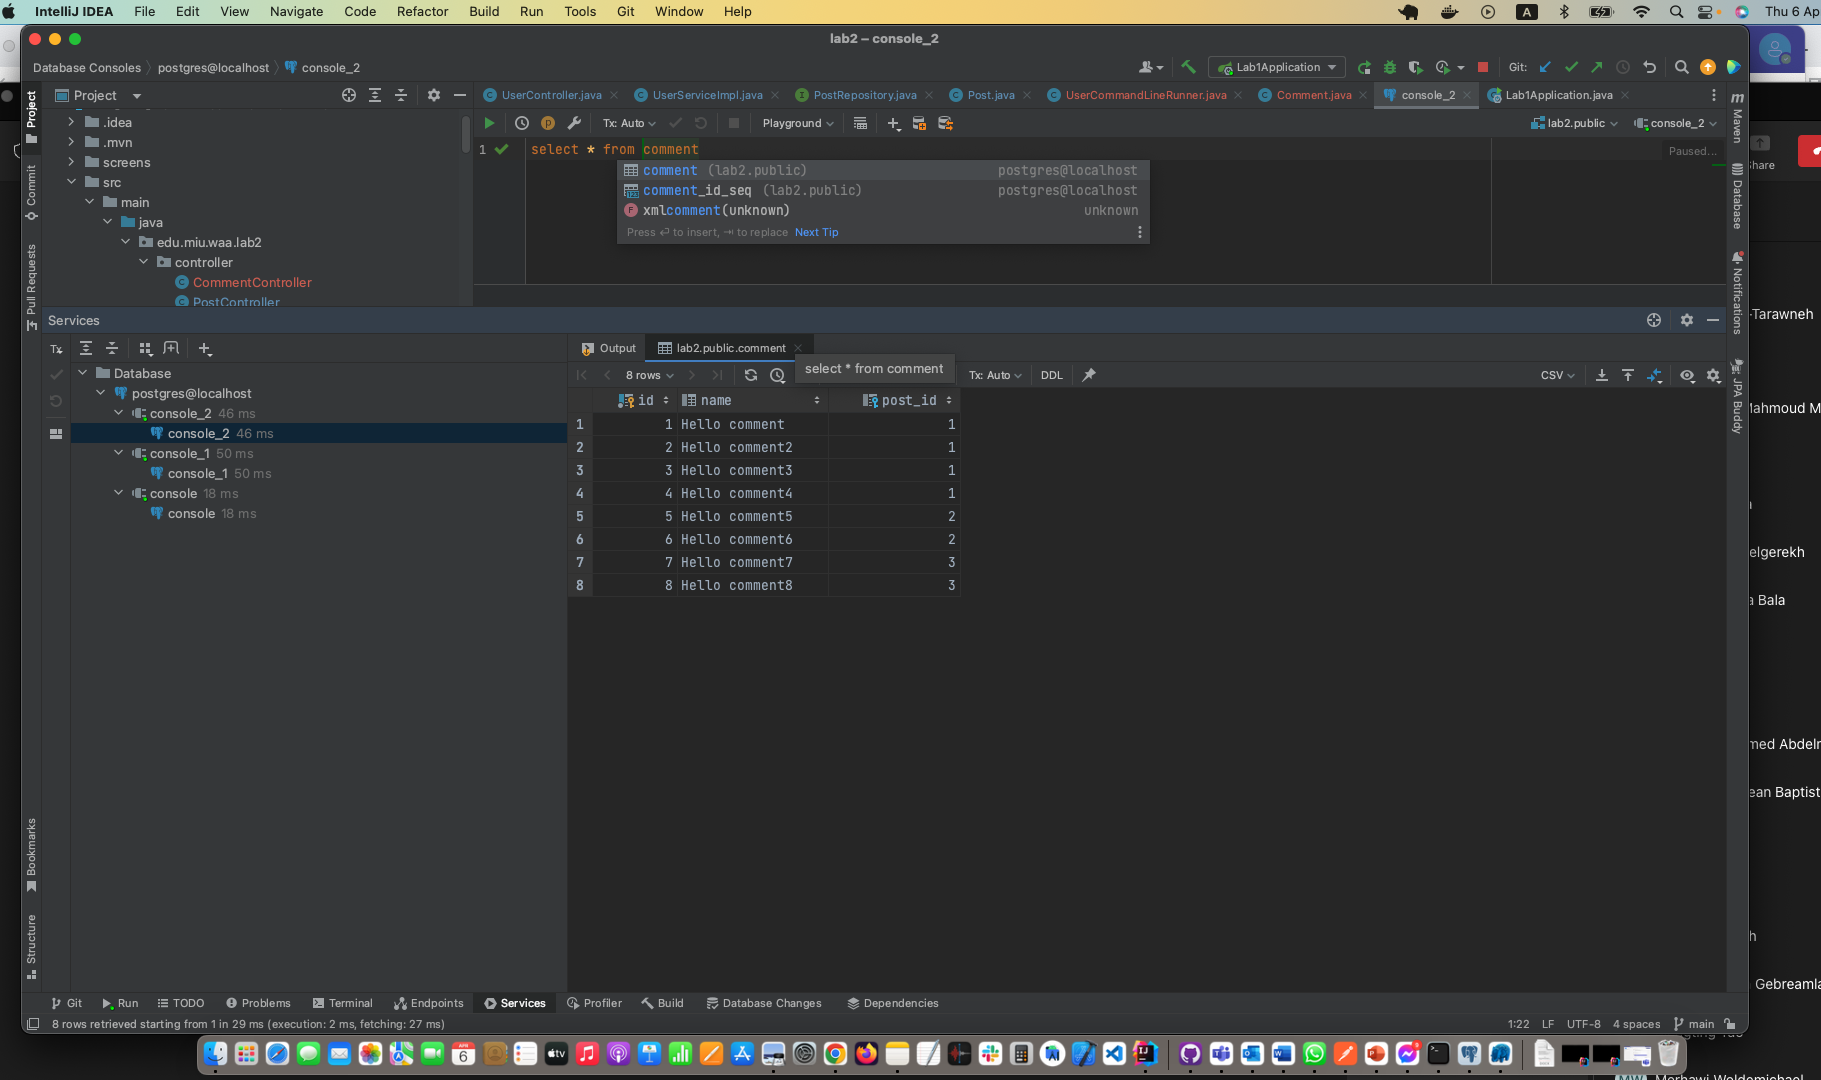 IntelliJ IDEA File Edit View Navigate Code Refactor Build Run Tools Git Window Help A Thu 6 Ap
lab2 – console_2
Database Consoles postgres@localhost console_2 Lab1Application Git:
Project UserController.java UserServiceImpl.java PostRepository.java Post.java UserCommandLineRunner.java Comment.java console_2 Lab1Application.java
Tx: Auto Playground lab2.public console_2
1 select * from comment Paused...
comment (lab2.public) postgres@localhost
comment_id_seq (lab2.public) postgres@localhost
xmlcomment(unknown) unknown
Press ⏎ to insert, ⇥ to replace Next Tip
.idea
.mvn
screens
src
main
java
edu.miu.waa.lab2
controller
CommentController
PostController
Project
Commit
Pull Requests
Bookmarks
Structure
Maven
Database
Notifications
JPA Buddy
Services
Tx
Database
postgres@localhost
console_2 46 ms
console_2 46 ms
console_1 50 ms
console_1 50 ms
console 18 ms
console 18 ms
Output lab2.public.comment
select * from comment
8 rows Tx: Auto DDL CSV
id name post_id
1 1 Hello comment 1
2 2 Hello comment2 1
3 3 Hello comment3 1
4 4 Hello comment4 1
5 5 Hello comment5 2
6 6 Hello comment6 2
7 7 Hello comment7 3
8 8 Hello comment8 3
hare
-Tarawneh
ahmoud M
elgerekh
a Bala
med Abdelr
ean Baptist
h
Gebreamla
Git Run TODO Problems Terminal Endpoints Services Profiler Build Database Changes Dependencies
8 rows retrieved starting from 1 in 29 ms (execution: 2 ms, fetching: 27 ms) 1:22 LF UTF-8 4 spaces main
APR
6
tv
MW Merhawi Woldemichael